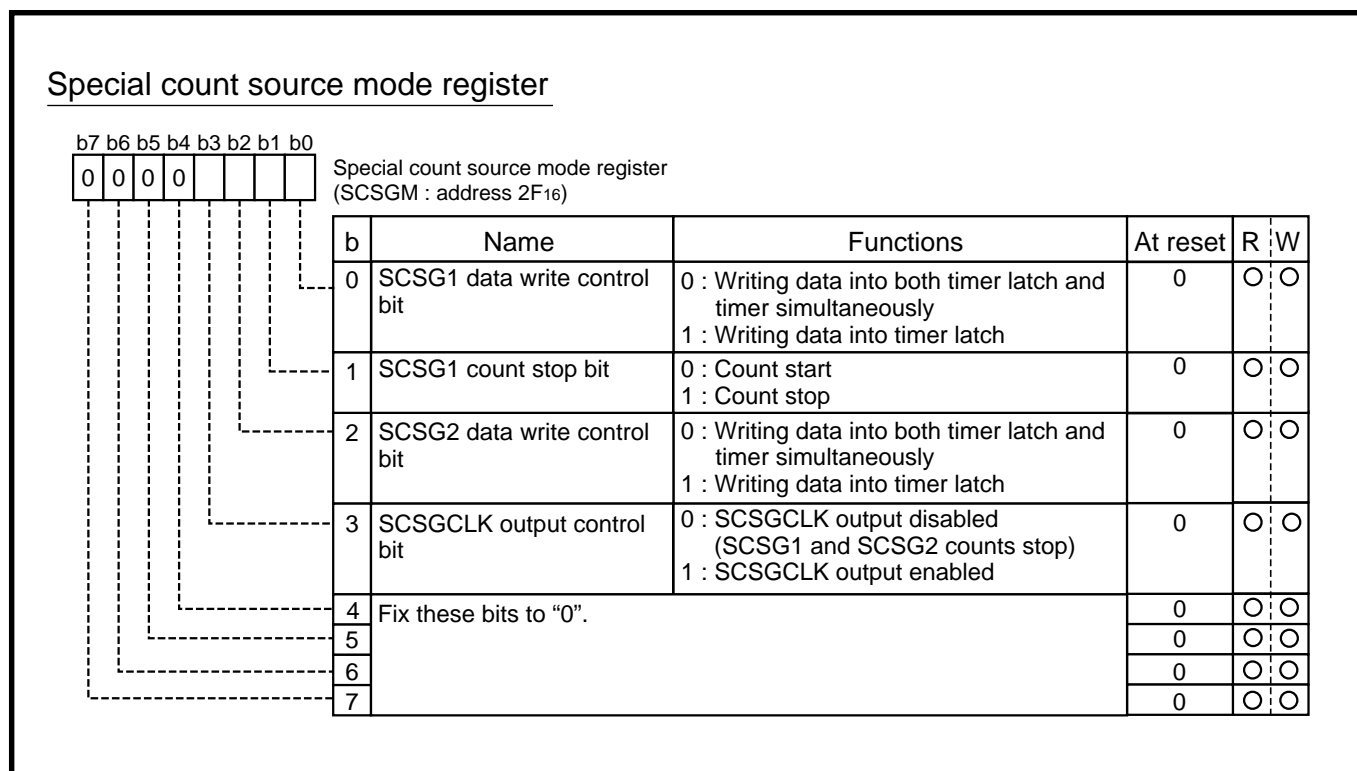 Special count source mode register
b7 b6 b5 b4 b3 b2 b1 b0
0 0 0 0
Special count source mode register
(SCSGM : address 2F16)
b Name Functions At reset R W
0 SCSG1 data write control bit 0 : Writing data into both timer latch and 0
timer simultaneously
1 : Writing data into timer latch
1 SCSG1 count stop bit 0 : Count start 0
1 : Count stop
2 SCSG2 data write control bit 0 : Writing data into both timer latch and 0
timer simultaneously
1 : Writing data into timer latch
3 SCSGCLK output control bit 0 : SCSGCLK output disabled 0
(SCSG1 and SCSG2 counts stop)
1 : SCSGCLK output enabled
4 Fix these bits to “0”. 0
5 0
6 0
7 0